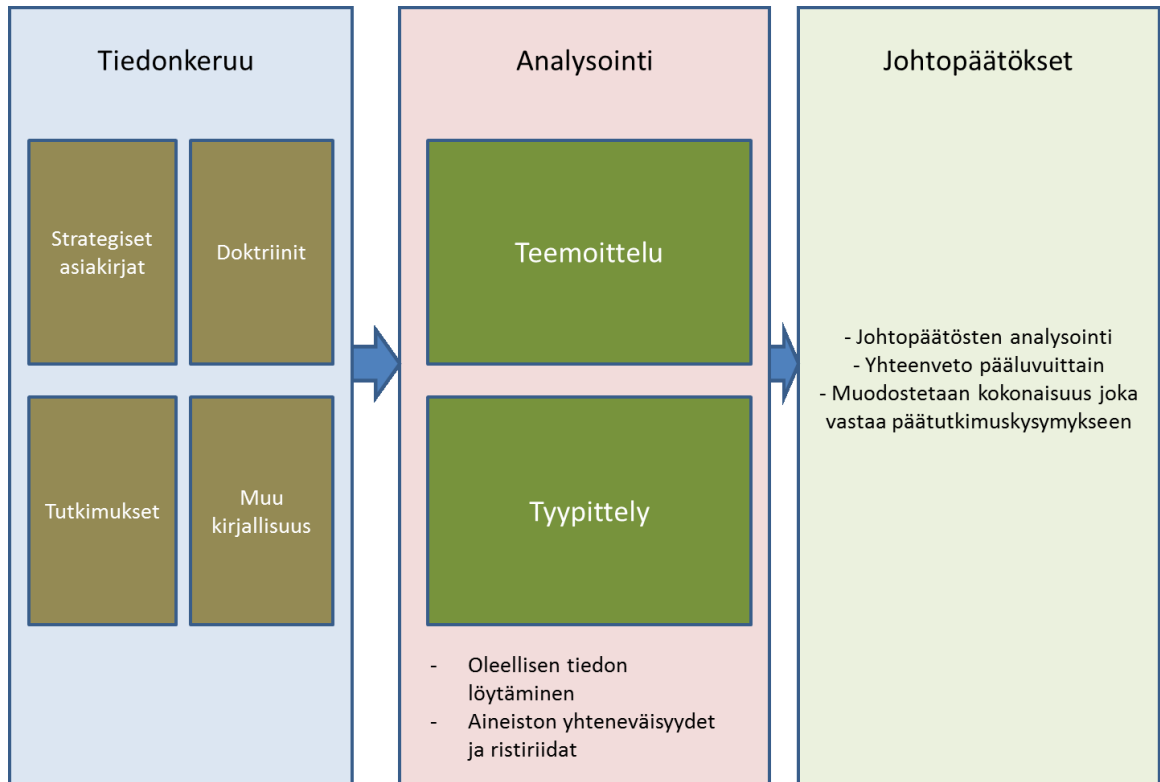 Tiedonkeruu
Strategiset
asiakirjat
Doktriinit
Tutkimukset
Muu
kirjallisuus
Analysointi
Teemoittelu
Tyypittely
- Oleellisen tiedon
löytäminen
- Aineiston yhteneväisyydet
ja ristiriidat
Johtopäätökset
- Johtopäätösten analysointi
- Yhteenveto pääluvuittain
- Muodostetaan kokonaisuus joka
vastaa päätutkimuskysymykseen